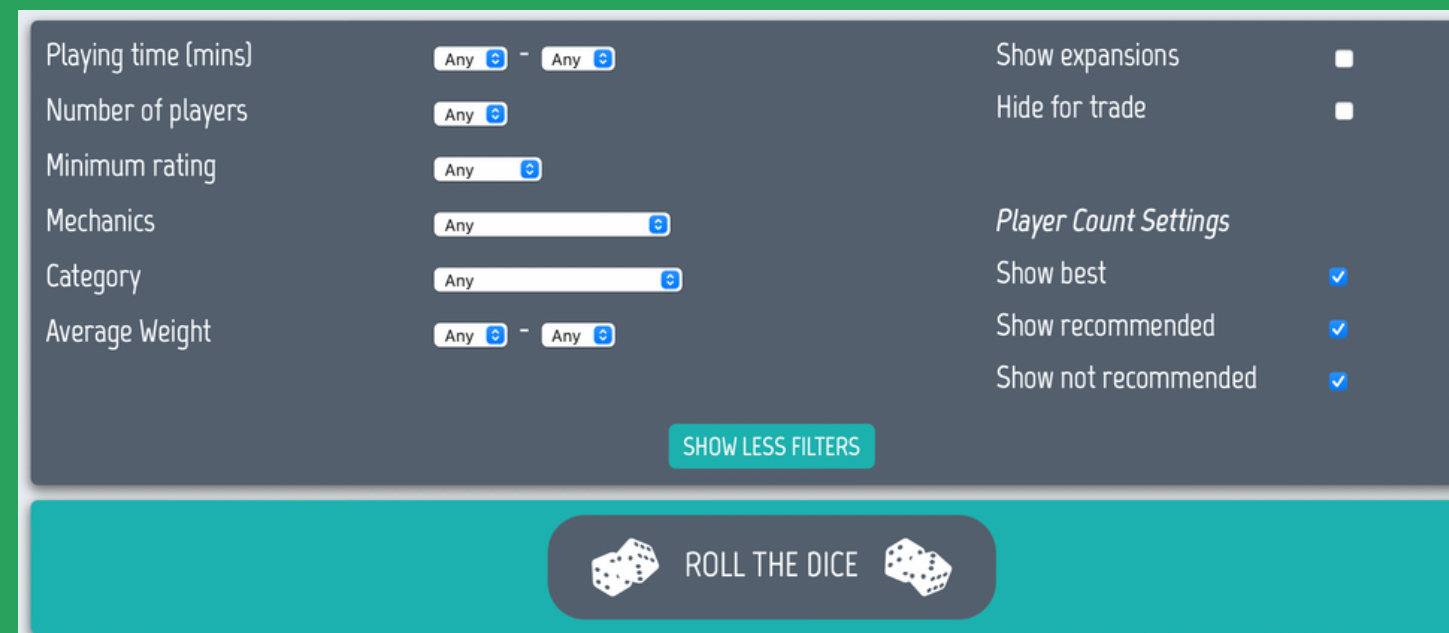 Playing time (mins) Any - Any
Number of players Any
Minimum rating Any
Mechanics Any
Category Any
Average Weight Any - Any
Show expansions
Hide for trade
Player Count Settings
Show best
Show recommended
Show not recommended
SHOW LESS FILTERS
ROLL THE DICE